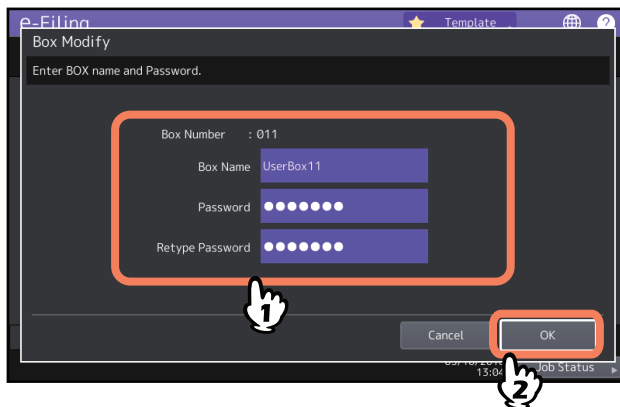 e-Filing
Template
?
Box Modify
Enter BOX name and Password.
Box Number : 011
Box Name UserBox11
Password ●●●●●●●
Retype Password ●●●●●●●
1
Cancel OK
13:04 Job Status
2